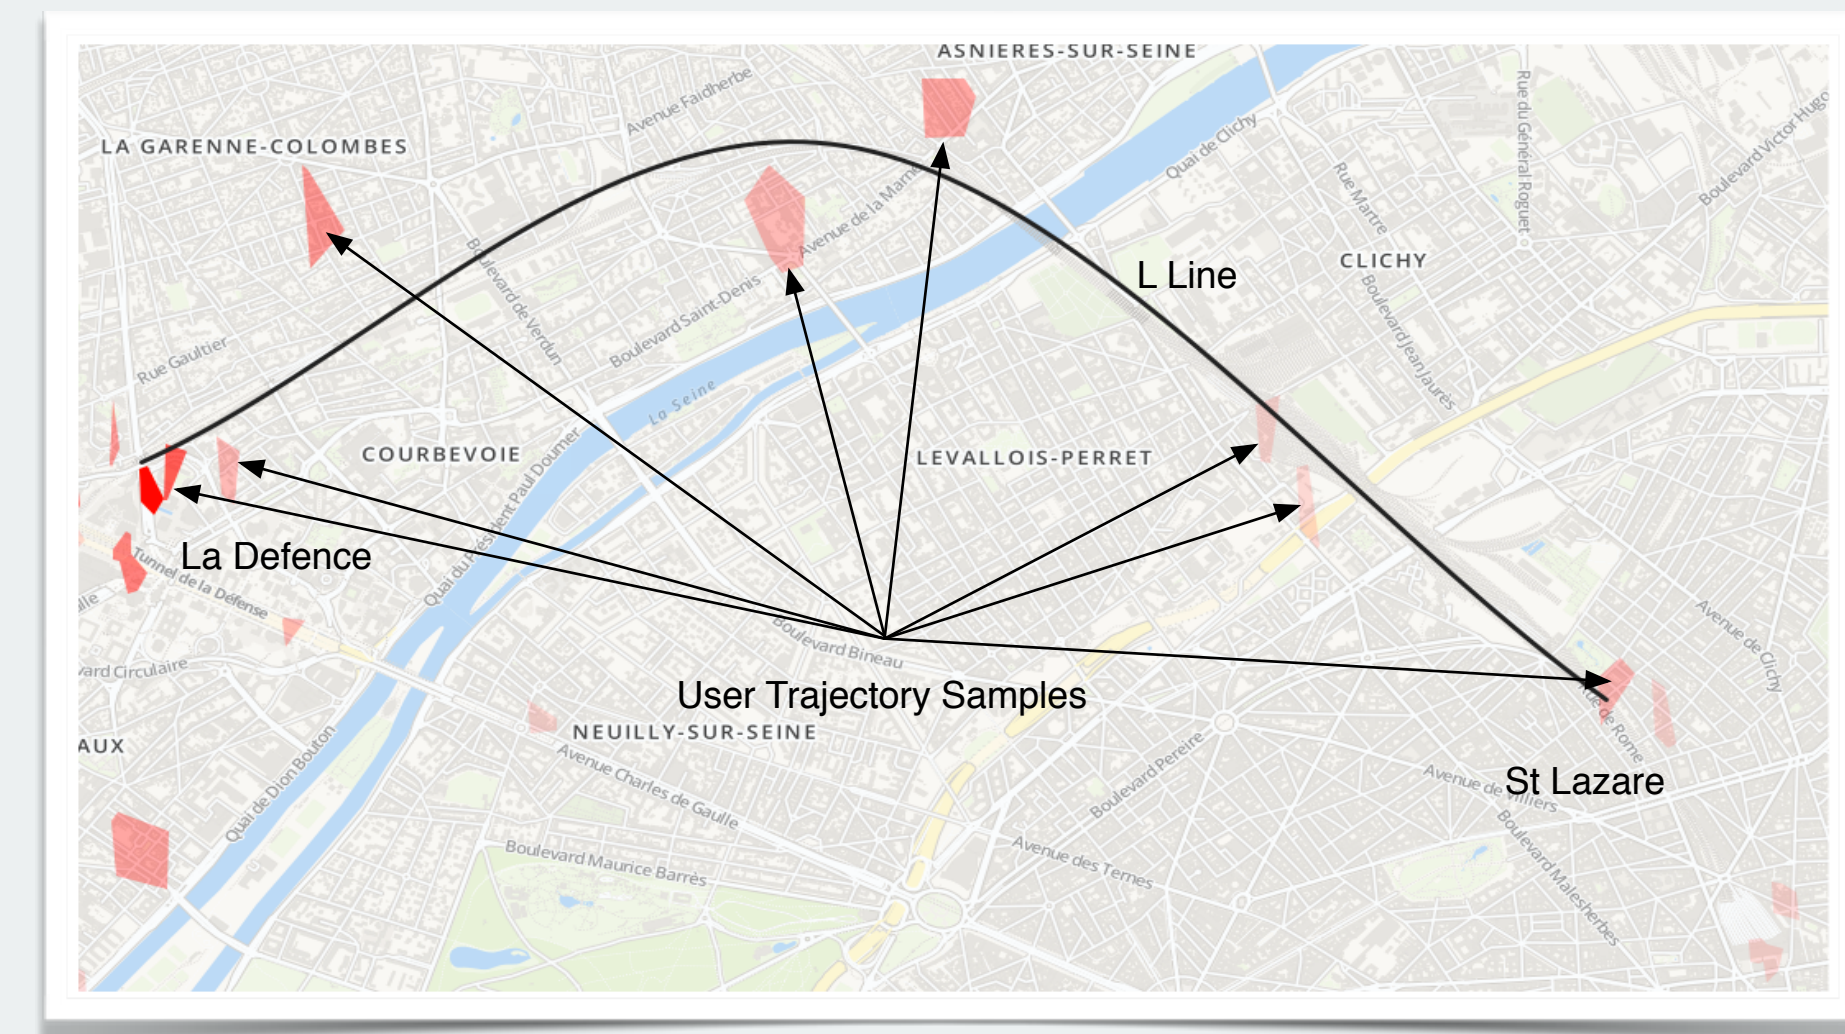 ASNIERES-SUR-SEINE
Avenue Faidherbe
Rue du Général Roguet
Boulevard Victor Hugo
LA GARENNE-COLOMBES
Quai de Clichy
Rue Martre
Avenue de la Marne
CLICHY
L Line
Boulevard de Verdun
Boulevard Saint-Denis
Boulevard Jean Jaurès
Rue Gaultier
La Seine
COURBEVOIE
LEVALLOIS-PERRET
Quai du Président Paul Doumer
La Defence
Tunnel de la Défense
Boulevard Bineau
Avenue de Clichy
User Trajectory Samples
Rue de Rome
NEUILLY-SUR-SEINE
AUX
Quai de Dion Bouton
Avenue Charles de Gaulle
Boulevard Pereire
St Lazare
Avenue de Villiers
Boulevard Malesherbes
Boulevard Maurice Barrès
Avenue des Ternes